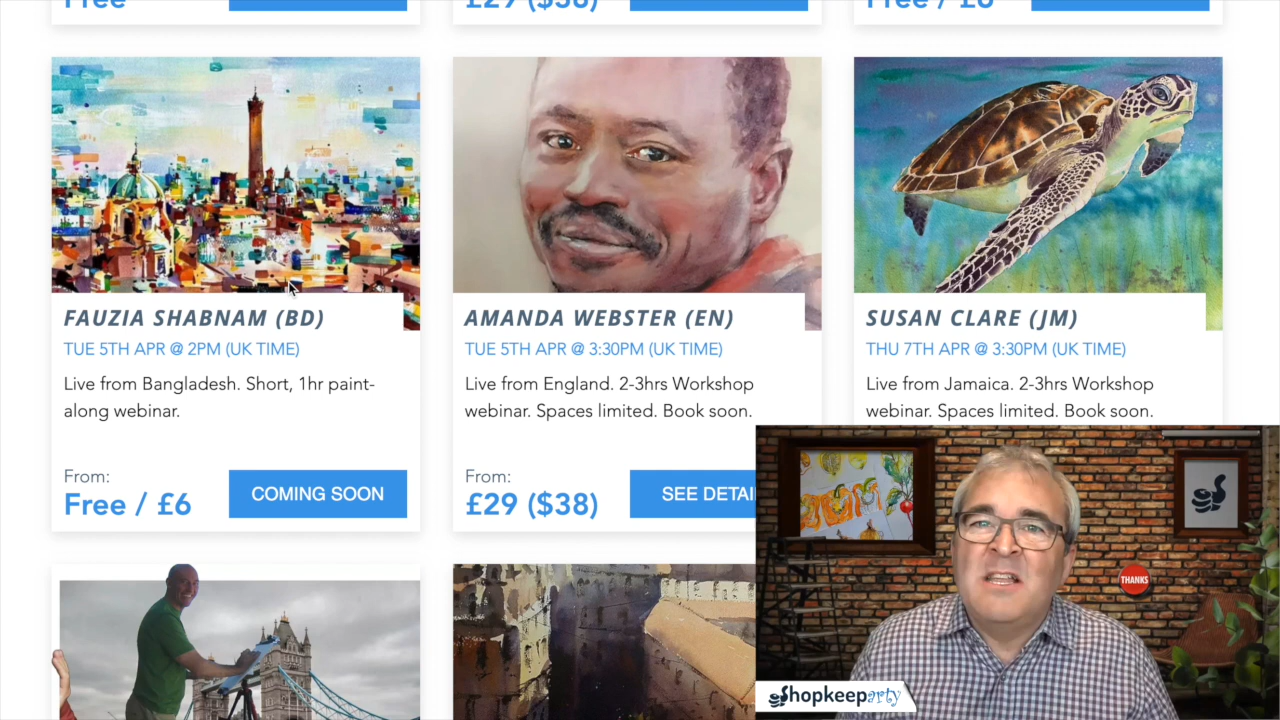 Free
£29 ($38)
Free / £6
FAUZIA SHABNAM (BD)
TUE 5TH APR @ 2PM (UK TIME)
Live from Bangladesh. Short, 1hr paint-
along webinar.
From:
Free / £6
COMING SOON
AMANDA WEBSTER (EN)
TUE 5TH APR @ 3:30PM (UK TIME)
Live from England. 2-3hrs Workshop
webinar. Spaces limited. Book soon.
From:
£29 ($38)
SEE DETAI
SUSAN CLARE (JM)
THU 7TH APR @ 3:30PM (UK TIME)
Live from Jamaica. 2-3hrs Workshop
webinar. Spaces limited. Book soon.
THANKS
Shopkeeparty